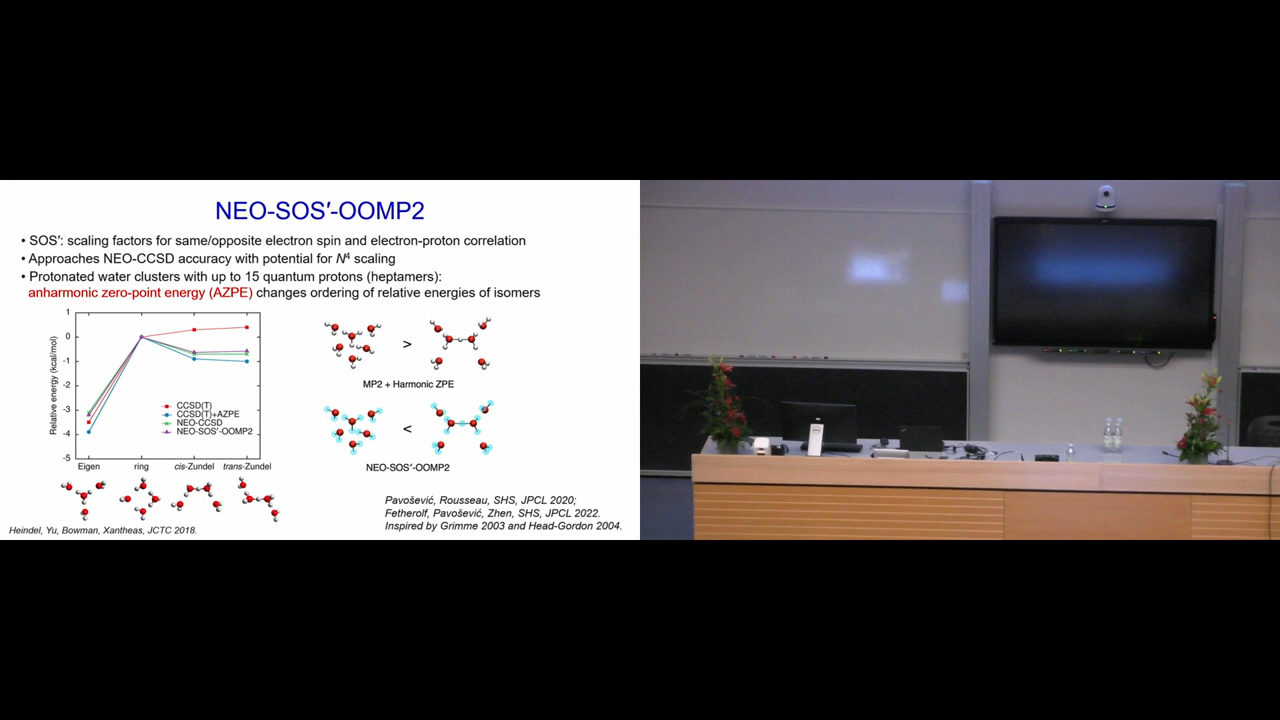 NEO-SOS′-OOMP2
• SOS′: scaling factors for same/opposite electron spin and electron-proton correlation
• Approaches NEO-CCSD accuracy with potential for N⁴ scaling
• Protonated water clusters with up to 15 quantum protons (heptamers):
anharmonic zero-point energy (AZPE) changes ordering of relative energies of isomers
1
0
-1
-2
-3
-4
-5
Relative energy (kcal/mol)
CCSD(T)
CCSD(T)+AZPE
NEO-CCSD
NEO-SOS′-OOMP2
Eigen ring cis-Zundel trans-Zundel
>
MP2 + Harmonic ZPE
<
NEO-SOS′-OOMP2
Pavošević, Rousseau, SHS, JPCL 2020;
Fetherolf, Pavošević, Zhen, SHS, JPCL 2022.
Inspired by Grimme 2003 and Head-Gordon 2004.
Heindel, Yu, Bowman, Xantheas, JCTC 2018.